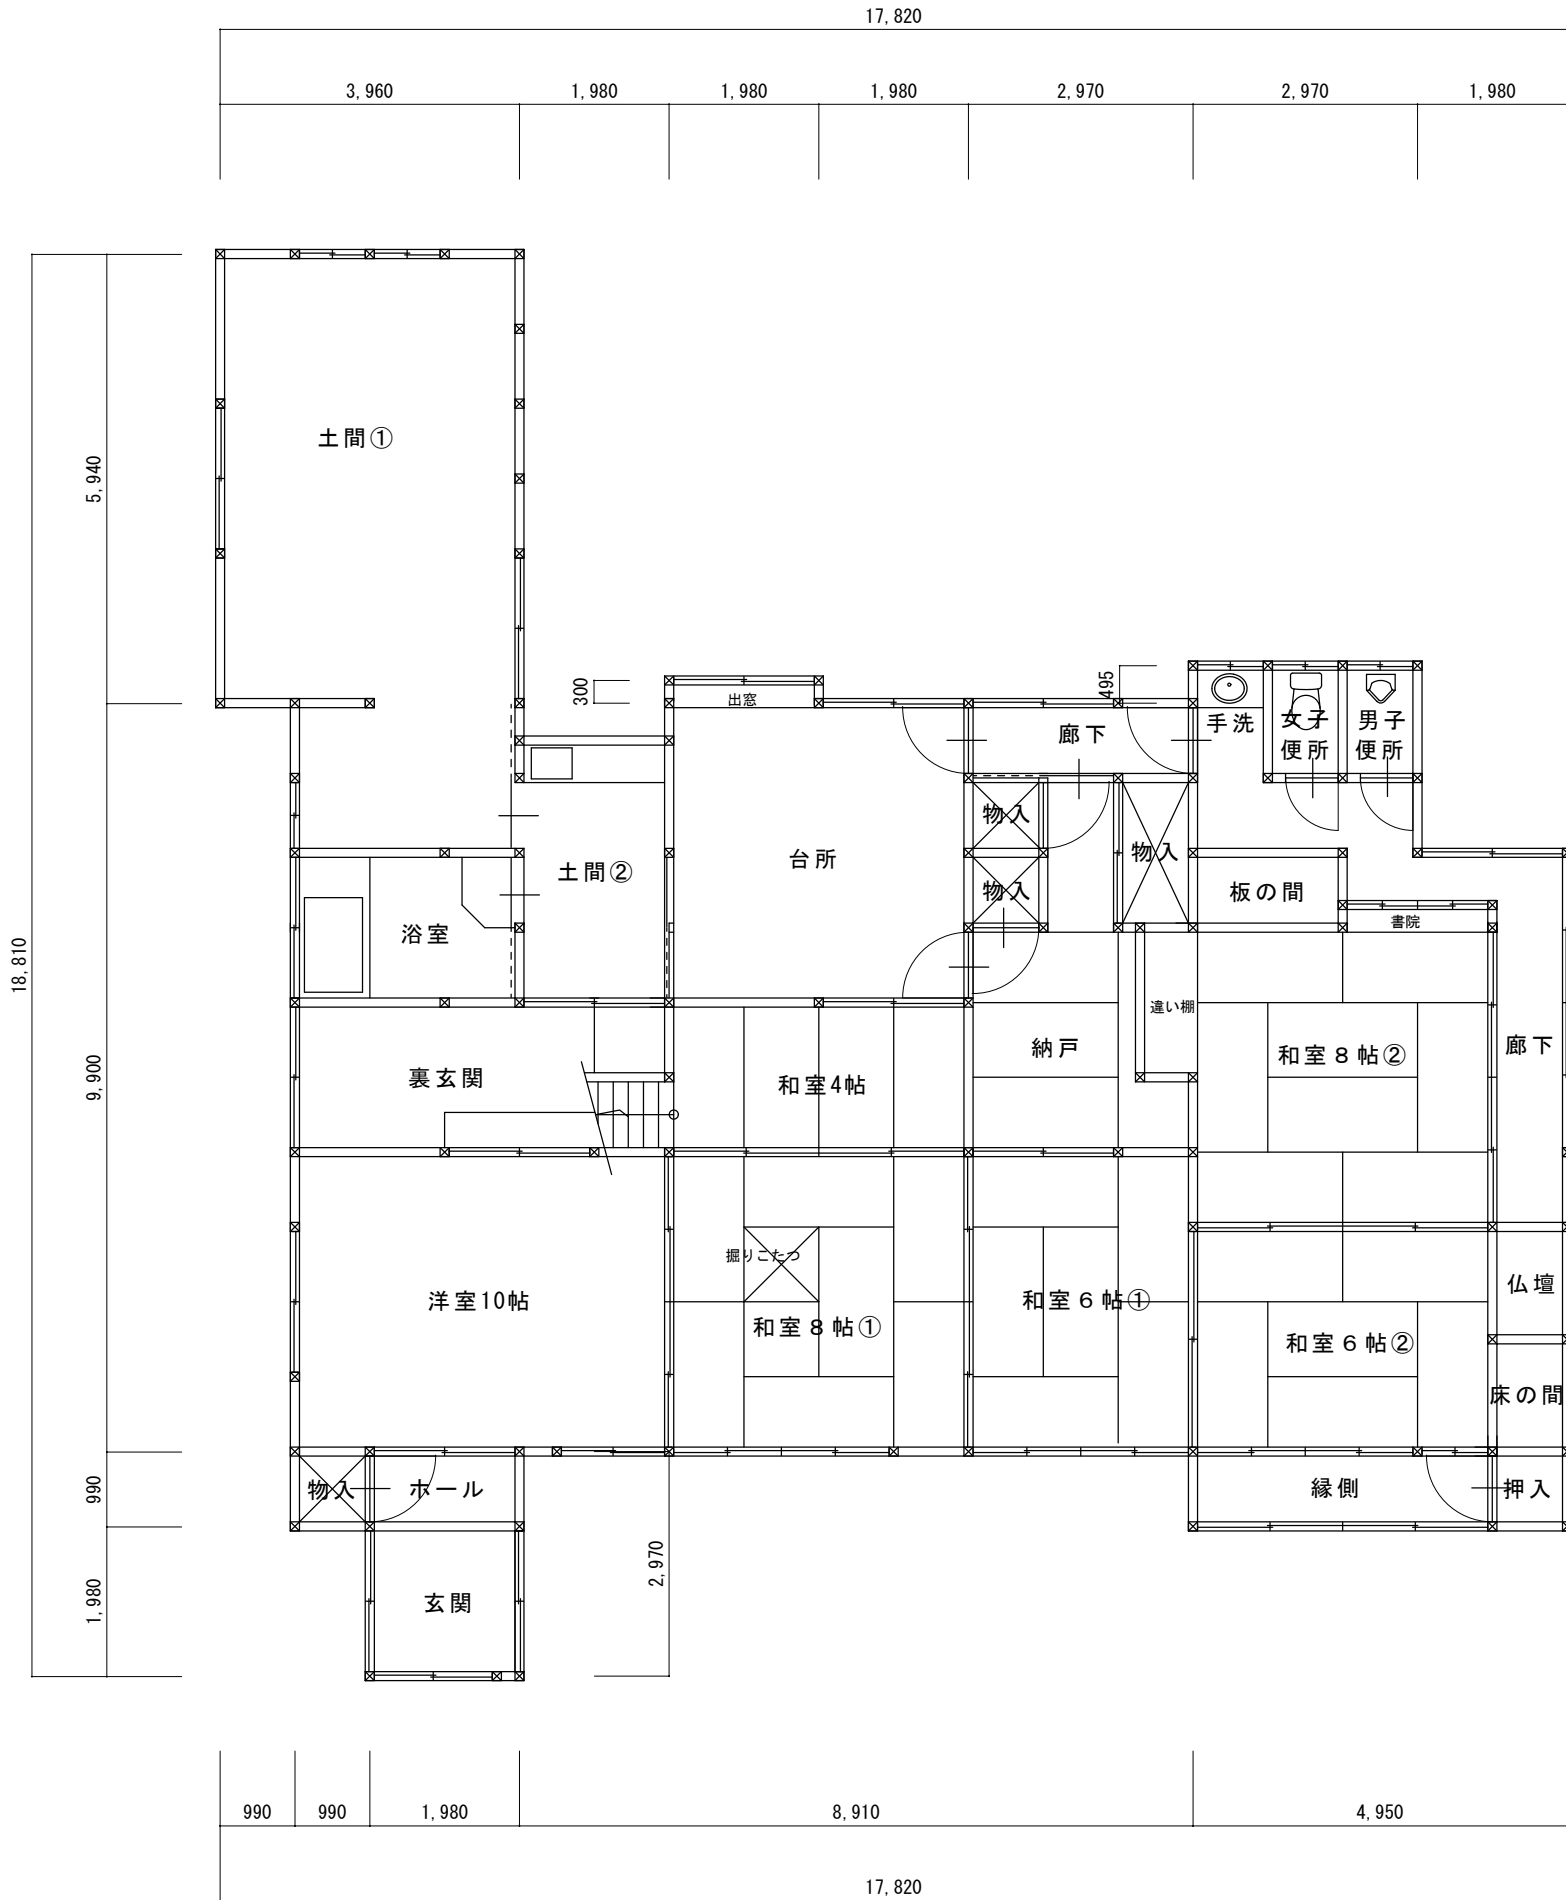 17,820
3,960
1,980
1,980
1,980
2,970
2,970
1,980
土間①
5,940
300
出窓
495
廊下
手洗
女子
便所
男子
便所
物入
物入
物入
台所
土間②
板の間
書院
浴室
18,810
9,900
違い棚
納戸
和室8帖②
廊下
裏玄関
和室4帖
掘りこたつ
洋室10帖
和室8帖①
和室6帖①
仏壇
和室6帖②
床の間
990
物入
ホール
縁側
押入
2,970
1,980
玄関
990
990
1,980
8,910
4,950
17,820